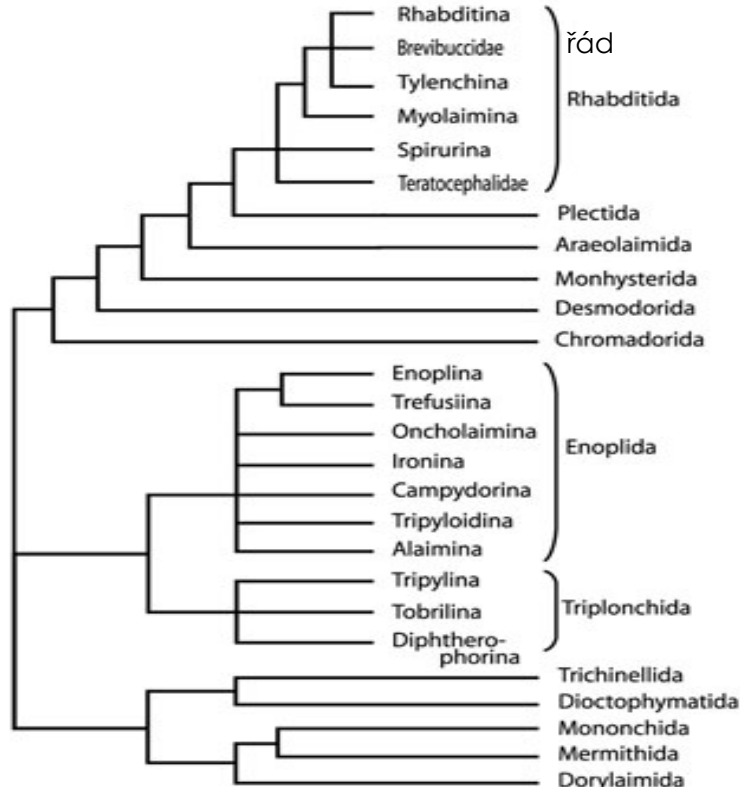 Rhabditina
Brevibuccidae
řád
Tylenchina
Rhabditida
Myolaimina
Spirurina
Teratocephalidae
Plectida
Araeolaimida
Monhysterida
Desmodorida
Chromadorida
Enoplina
Trefusiina
Oncholaimina
Enoplida
Ironina
Campydorina
Tripyloidina
Alaimina
Tripylina
Tobrilina
Triplonchida
Diphthero-
phorina
Trichinellida
Dioctophymatida
Mononchida
Mermithida
Dorylaimida